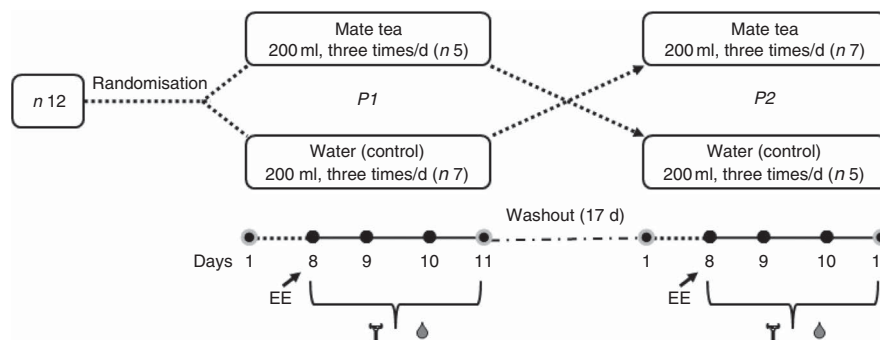 Mate tea
200 ml, three times/d (n 5)
Mate tea
200 ml, three times/d (n 7)
Randomisation
n 12
P1
P2
Water (control)
200 ml, three times/d (n 7)
Water (control)
200 ml, three times/d (n 5)
Washout (17 d)
Days 1 8 9 10 11 1 8 9 10
EE
EE